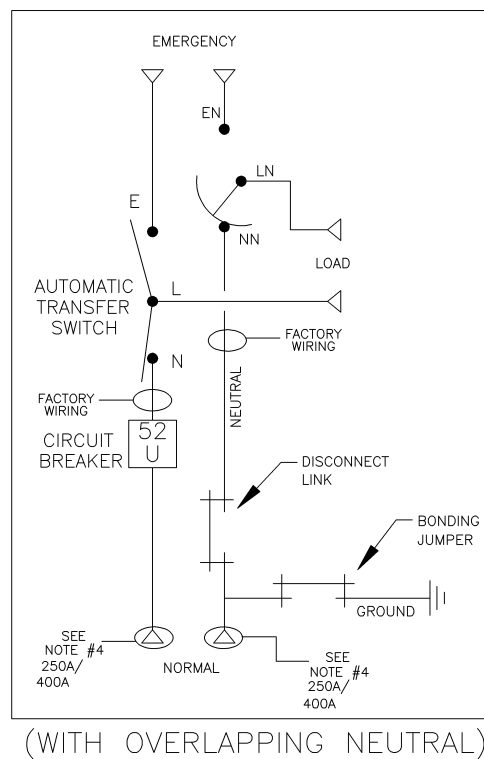 EMERGENCY
EN
LN
E
NN
LOAD
AUTOMATIC
TRANSFER
SWITCH
L
N
FACTORY
WIRING
FACTORY
WIRING
NEUTRAL
CIRCUIT
BREAKER
52
U
DISCONNECT
LINK
BONDING
JUMPER
GROUND
SEE
NOTE #4
250A/
400A
NORMAL
SEE
NOTE #4
250A/
400A
(WITH OVERLAPPING NEUTRAL)